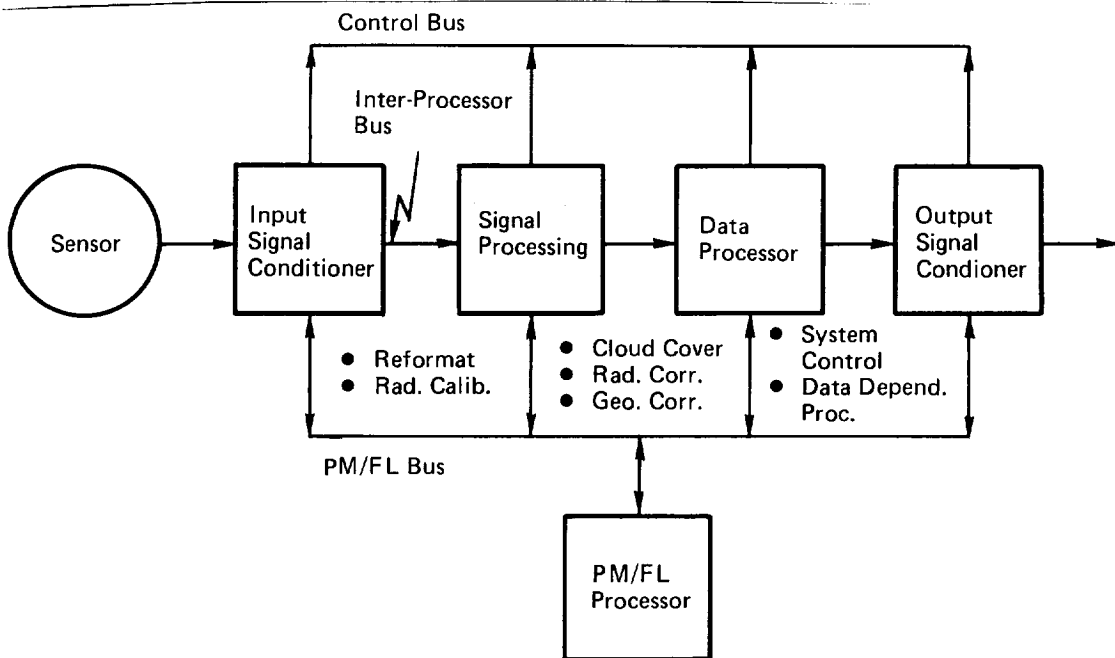 Control Bus
Inter-Processor
Bus
Sensor
Input
Signal
Conditioner
Signal
Processing
Data
Processor
Output
Signal
Condioner
● Reformat
● Rad. Calib.
● Cloud Cover
● Rad. Corr.
● Geo. Corr.
● System
Control
● Data Depend.
Proc.
PM/FL Bus
PM/FL
Processor